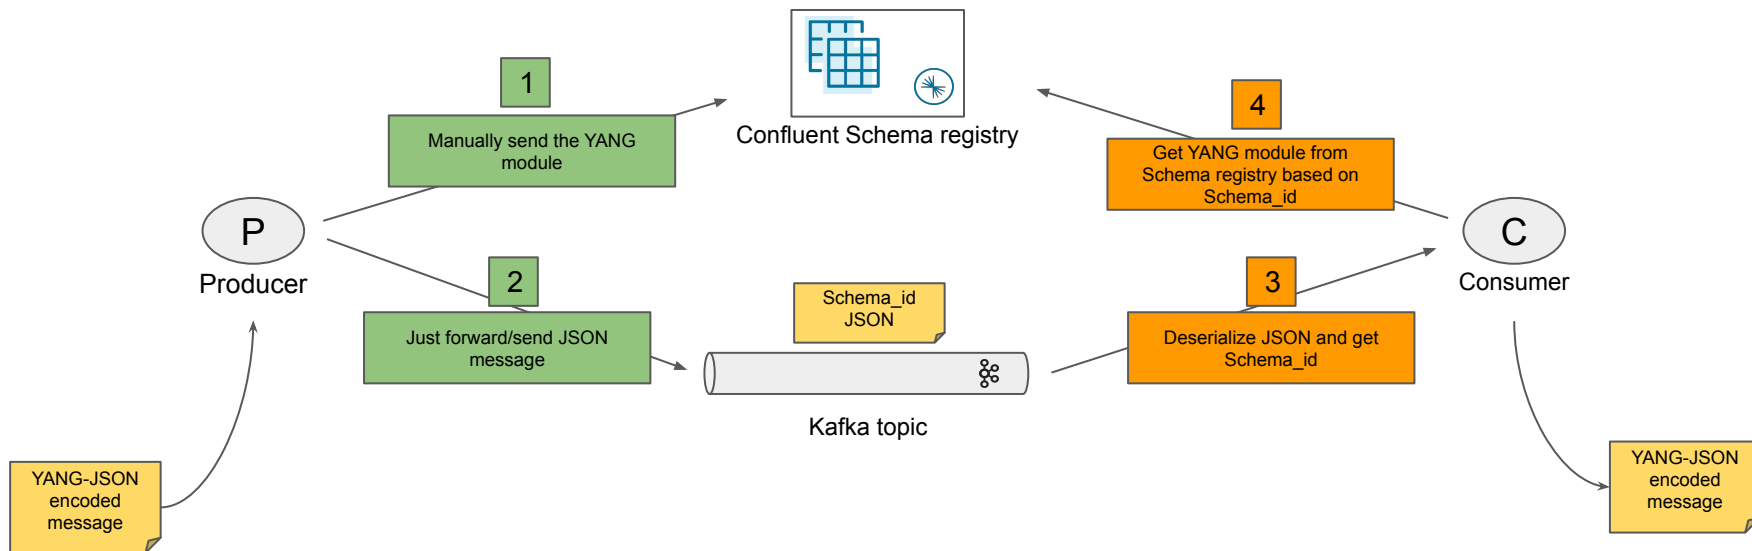 1
Manually send the YANG
module
Confluent Schema registry
4
Get YANG module from
Schema registry based on
Schema_id
P
Producer
C
Consumer
2
Just forward/send JSON
message
Schema_id
JSON
Kafka topic
3
Deserialize JSON and get
Schema_id
YANG-JSON
encoded
message
YANG-JSON
encoded
message